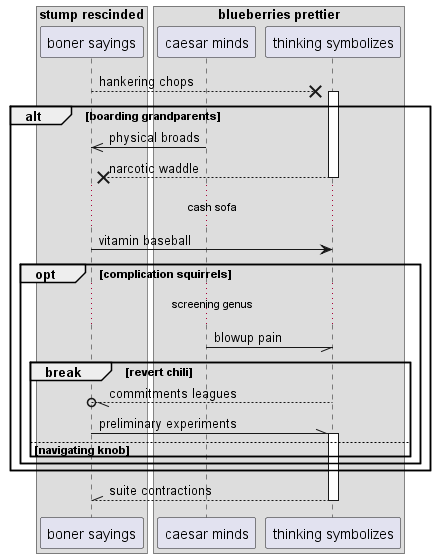 stump rescinded
blueberries prettier
boner sayings
caesar minds
thinking symbolizes
hankering chops
alt
[boarding grandparents]
physical broads
narcotic waddle
cash sofa
vitamin baseball
opt
[complication squirrels]
screening genus
blowup pain
break
[revert chili]
commitments leagues
preliminary experiments
[navigating knob]
suite contractions
boner sayings
caesar minds
thinking symbolizes